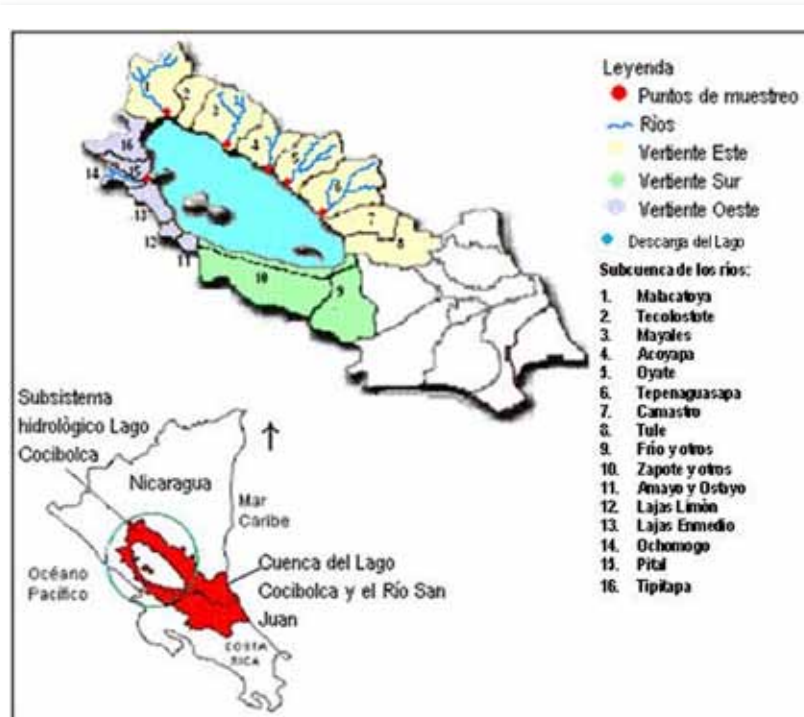 Leyenda
Puntos de muestreo
Ríos
Vertiente Este
Vertiente Sur
Vertiente Oeste
Descarga del Lago
Subcuenca de los ríos:
1. Malacatoya
2. Tecolostote
3. Mayales
4. Acoyapa
5. Oyate
6. Tepenaguasapa
7. Camastro
8. Tule
9. Frío y otros
10. Zapote y otros
11. Amayo y Ostayo
12. Lajas Limòn
13. Lajas Enmedio
14. Ochomogo
15. Pital
16. Tipitapa
1
2
3
4
5
6
7
8
9
10
11
12
13
14
15
16
Subsistema
hidrològico Lago
Cocibolca
Nicaragua
Mar
Caribe
Océano
Pacífico
Cuenca del Lago
Cocibolca y el Río San
Juan
COSTA
RICA